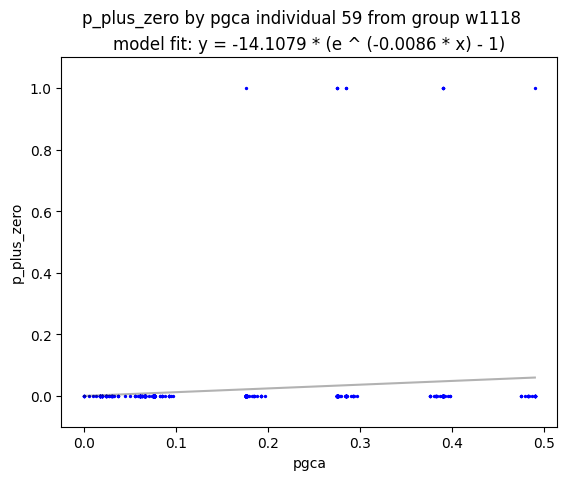 p_plus_zero by pgca individual 59 from group w1118
model fit: y = -14.1079 * (e ^ (-0.0086 * x) - 1)
1.0
0.8
0.6
0.4
0.2
0.0
p_plus_zero
0.0 0.1 0.2 0.3 0.4 0.5
pgca